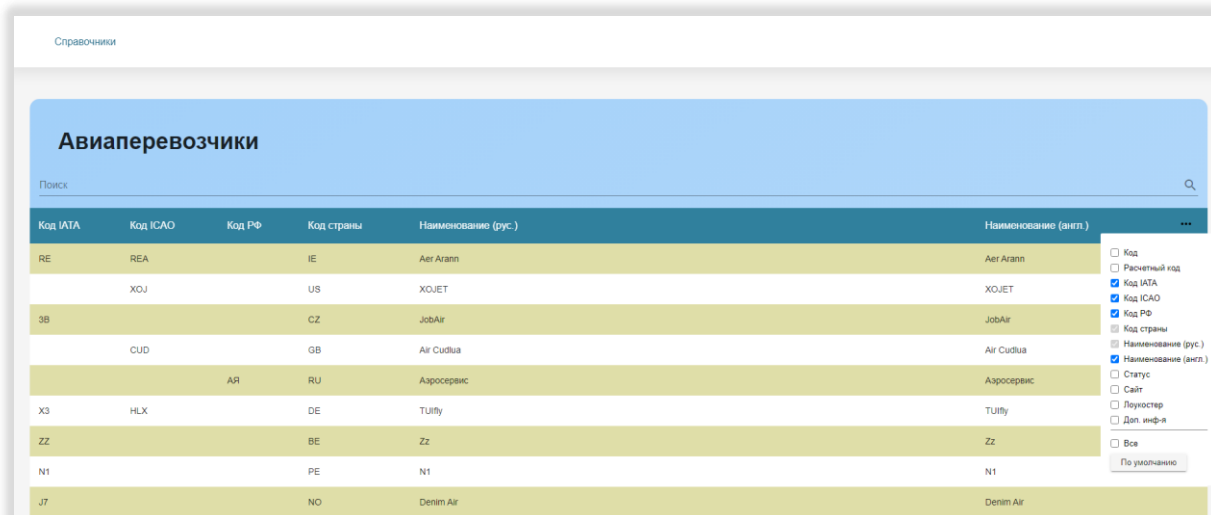 Справочники
Авиаперевозчики
Поиск
Код IATA Код ICAO Код РФ Код страны Наименование (рус.) Наименование (англ.) •••
RE REA IE Aer Arann Aer Arann
XOJ US XOJET XOJET
3B CZ JobAir JobAir
CUD GB Air Cudlua Air Cudlua
АЯ RU Аэросервис Аэросервис
X3 HLX DE TUIfly TUIfly
ZZ BE Zz Zz
N1 PE N1 N1
J7 NO Denim Air Denim Air
Код
Расчетный код
Код IATA
Код ICAO
Код РФ
Код страны
Наименование (рус.)
Наименование (англ.)
Статус
Сайт
Лоукостер
Доп. инф-я
Все
По умолчанию